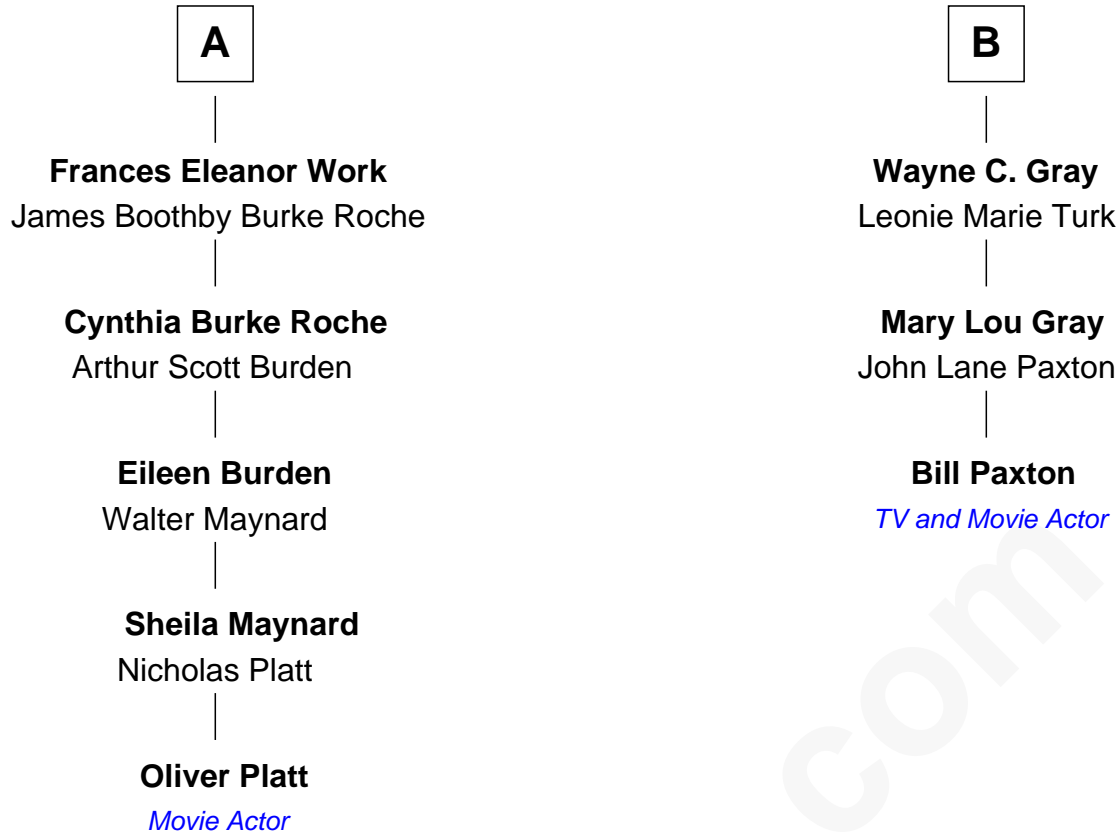 A
Frances Eleanor Work
James Boothby Burke Roche
Cynthia Burke Roche
Arthur Scott Burden
Eileen Burden
Walter Maynard
Sheila Maynard
Nicholas Platt
Oliver Platt
Movie Actor
B
Wayne C. Gray
Leonie Marie Turk
Mary Lou Gray
John Lane Paxton
Bill Paxton
TV and Movie Actor
com